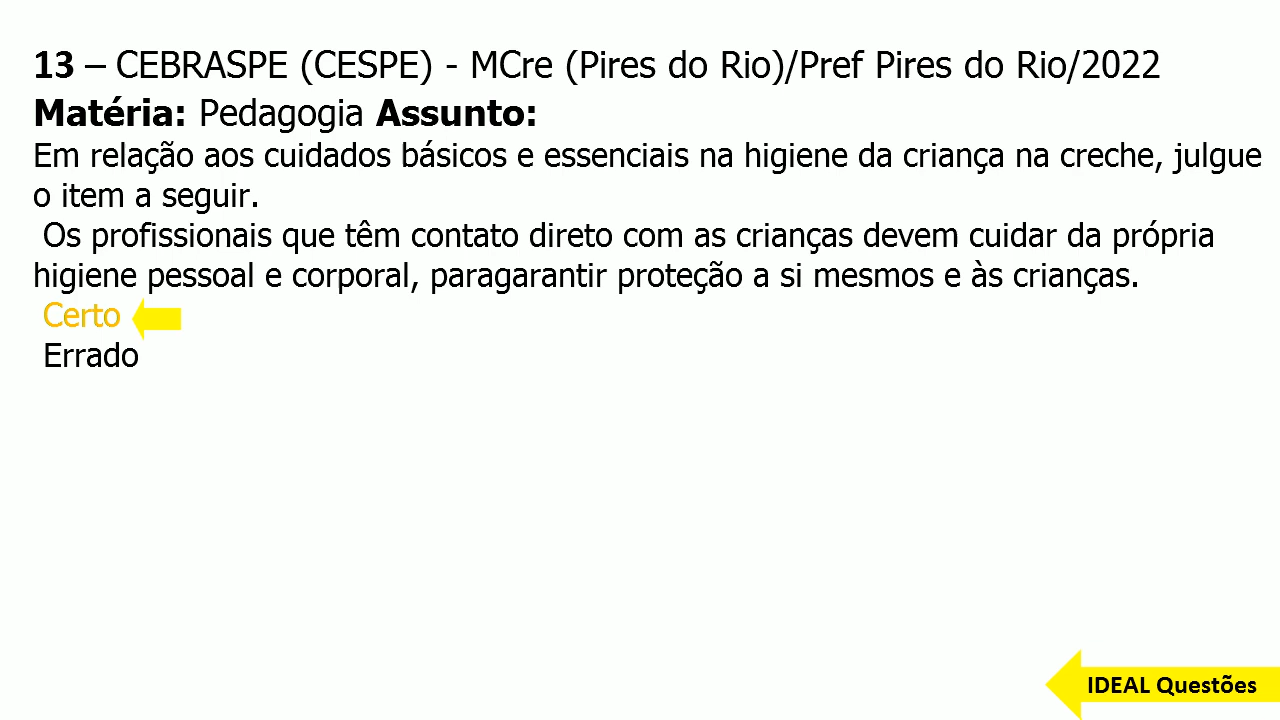 13 – CEBRASPE (CESPE) - MCre (Pires do Rio)/Pref Pires do Rio/2022
Matéria: Pedagogia Assunto:
Em relação aos cuidados básicos e essenciais na higiene da criança na creche, julgue
o item a seguir.
Os profissionais que têm contato direto com as crianças devem cuidar da própria
higiene pessoal e corporal, paragarantir proteção a si mesmos e às crianças.
Certo
Errado
IDEAL Questões